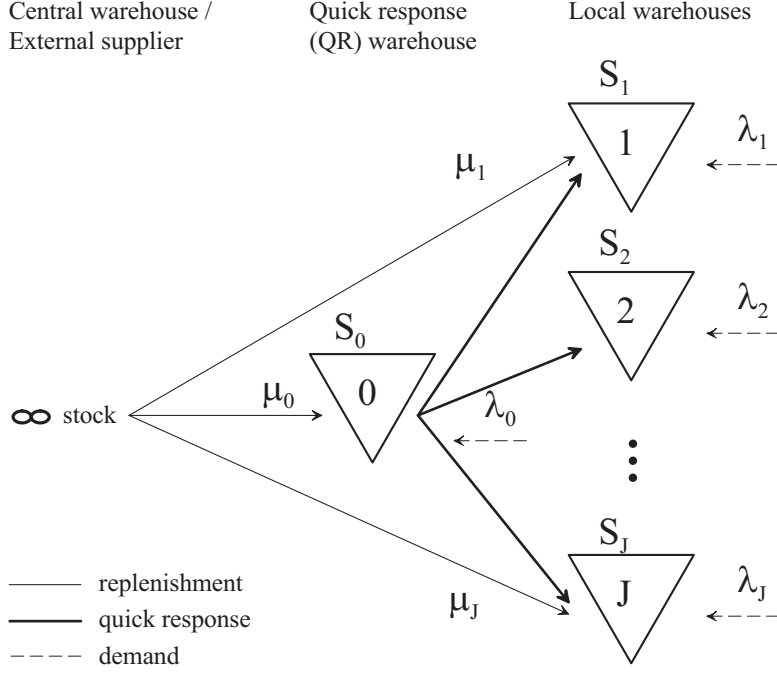 Central warehouse /
External supplier
Quick response
(QR) warehouse
Local warehouses
S₁
1
λ₁
μ₁
S₂
2
λ₂
S₀
0
μ₀
λ₀
∞ stock
S_J
J
λ_J
μ_J
replenishment
quick response
demand